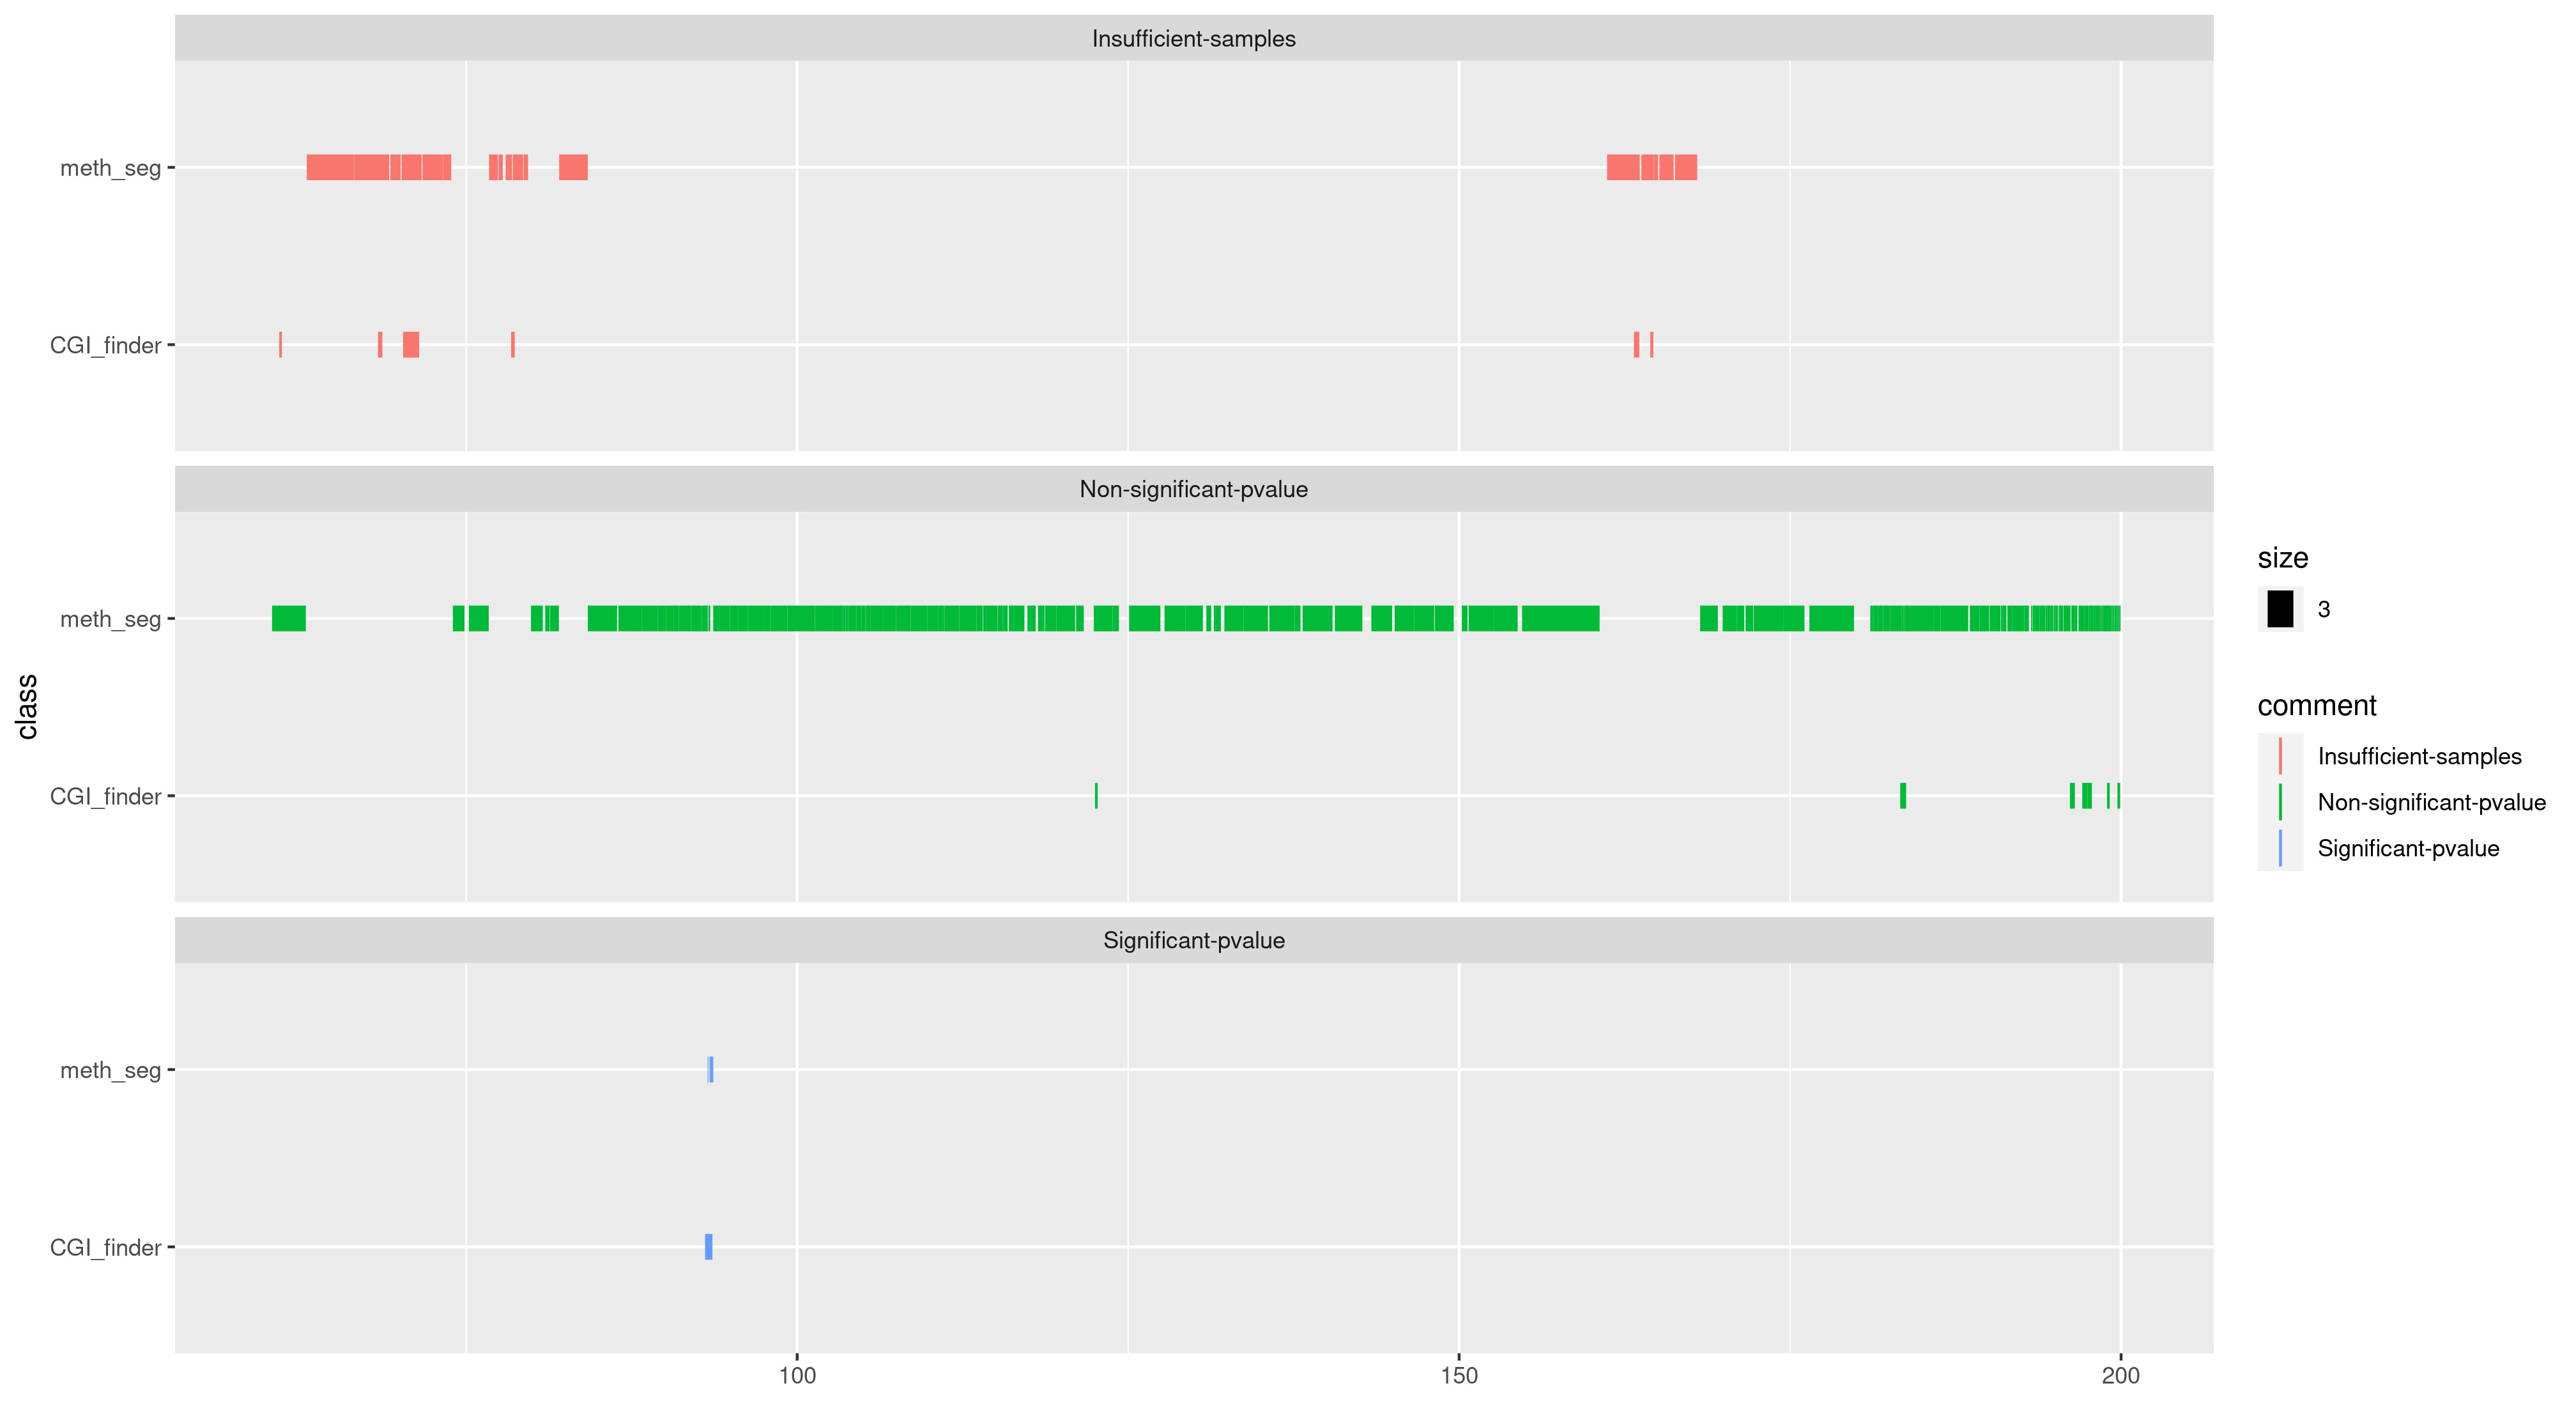 Insufficient-samples
meth_seg
CGI_finder
Non-significant-pvalue
meth_seg
CGI_finder
class
Significant-pvalue
meth_seg
CGI_finder
100
150
200
size
3
comment
Insufficient-samples
Non-significant-pvalue
Significant-pvalue